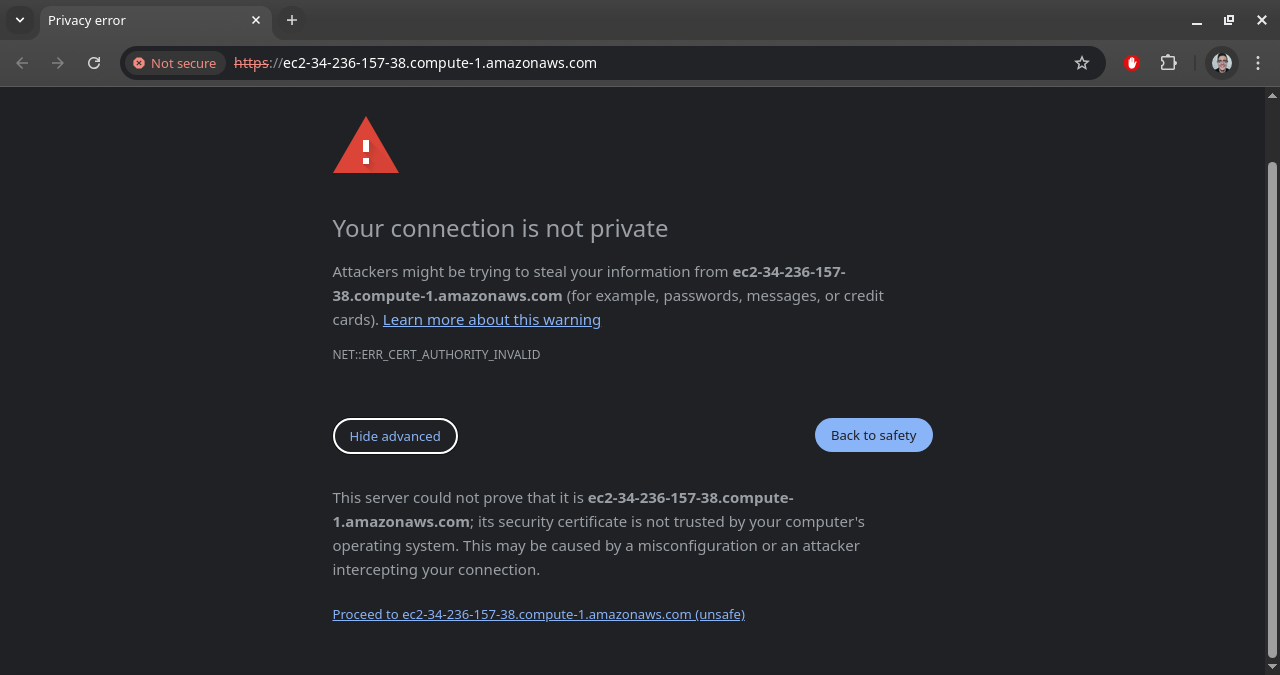 Privacy error
Not secure https://ec2-34-236-157-38.compute-1.amazonaws.com
Your connection is not private
Attackers might be trying to steal your information from ec2-34-236-157-
38.compute-1.amazonaws.com (for example, passwords, messages, or credit
cards). Learn more about this warning
NET::ERR_CERT_AUTHORITY_INVALID
Hide advanced
Back to safety
This server could not prove that it is ec2-34-236-157-38.compute-
1.amazonaws.com; its security certificate is not trusted by your computer's
operating system. This may be caused by a misconfiguration or an attacker
intercepting your connection.
Proceed to ec2-34-236-157-38.compute-1.amazonaws.com (unsafe)